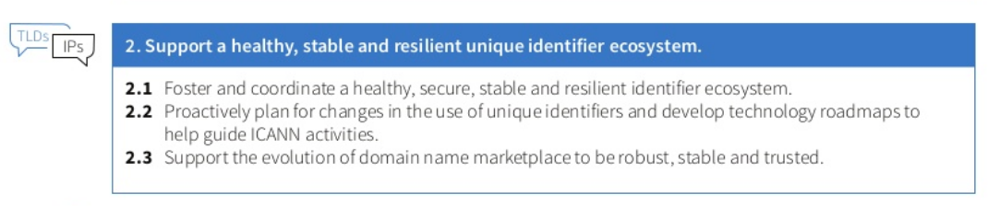 TLDs
IPs
2. Support a healthy, stable and resilient unique identifier ecosystem.
2.1 Foster and coordinate a healthy, secure, stable and resilient identifier ecosystem.
2.2 Proactively plan for changes in the use of unique identifiers and develop technology roadmaps to
help guide ICANN activities.
2.3 Support the evolution of domain name marketplace to be robust, stable and trusted.